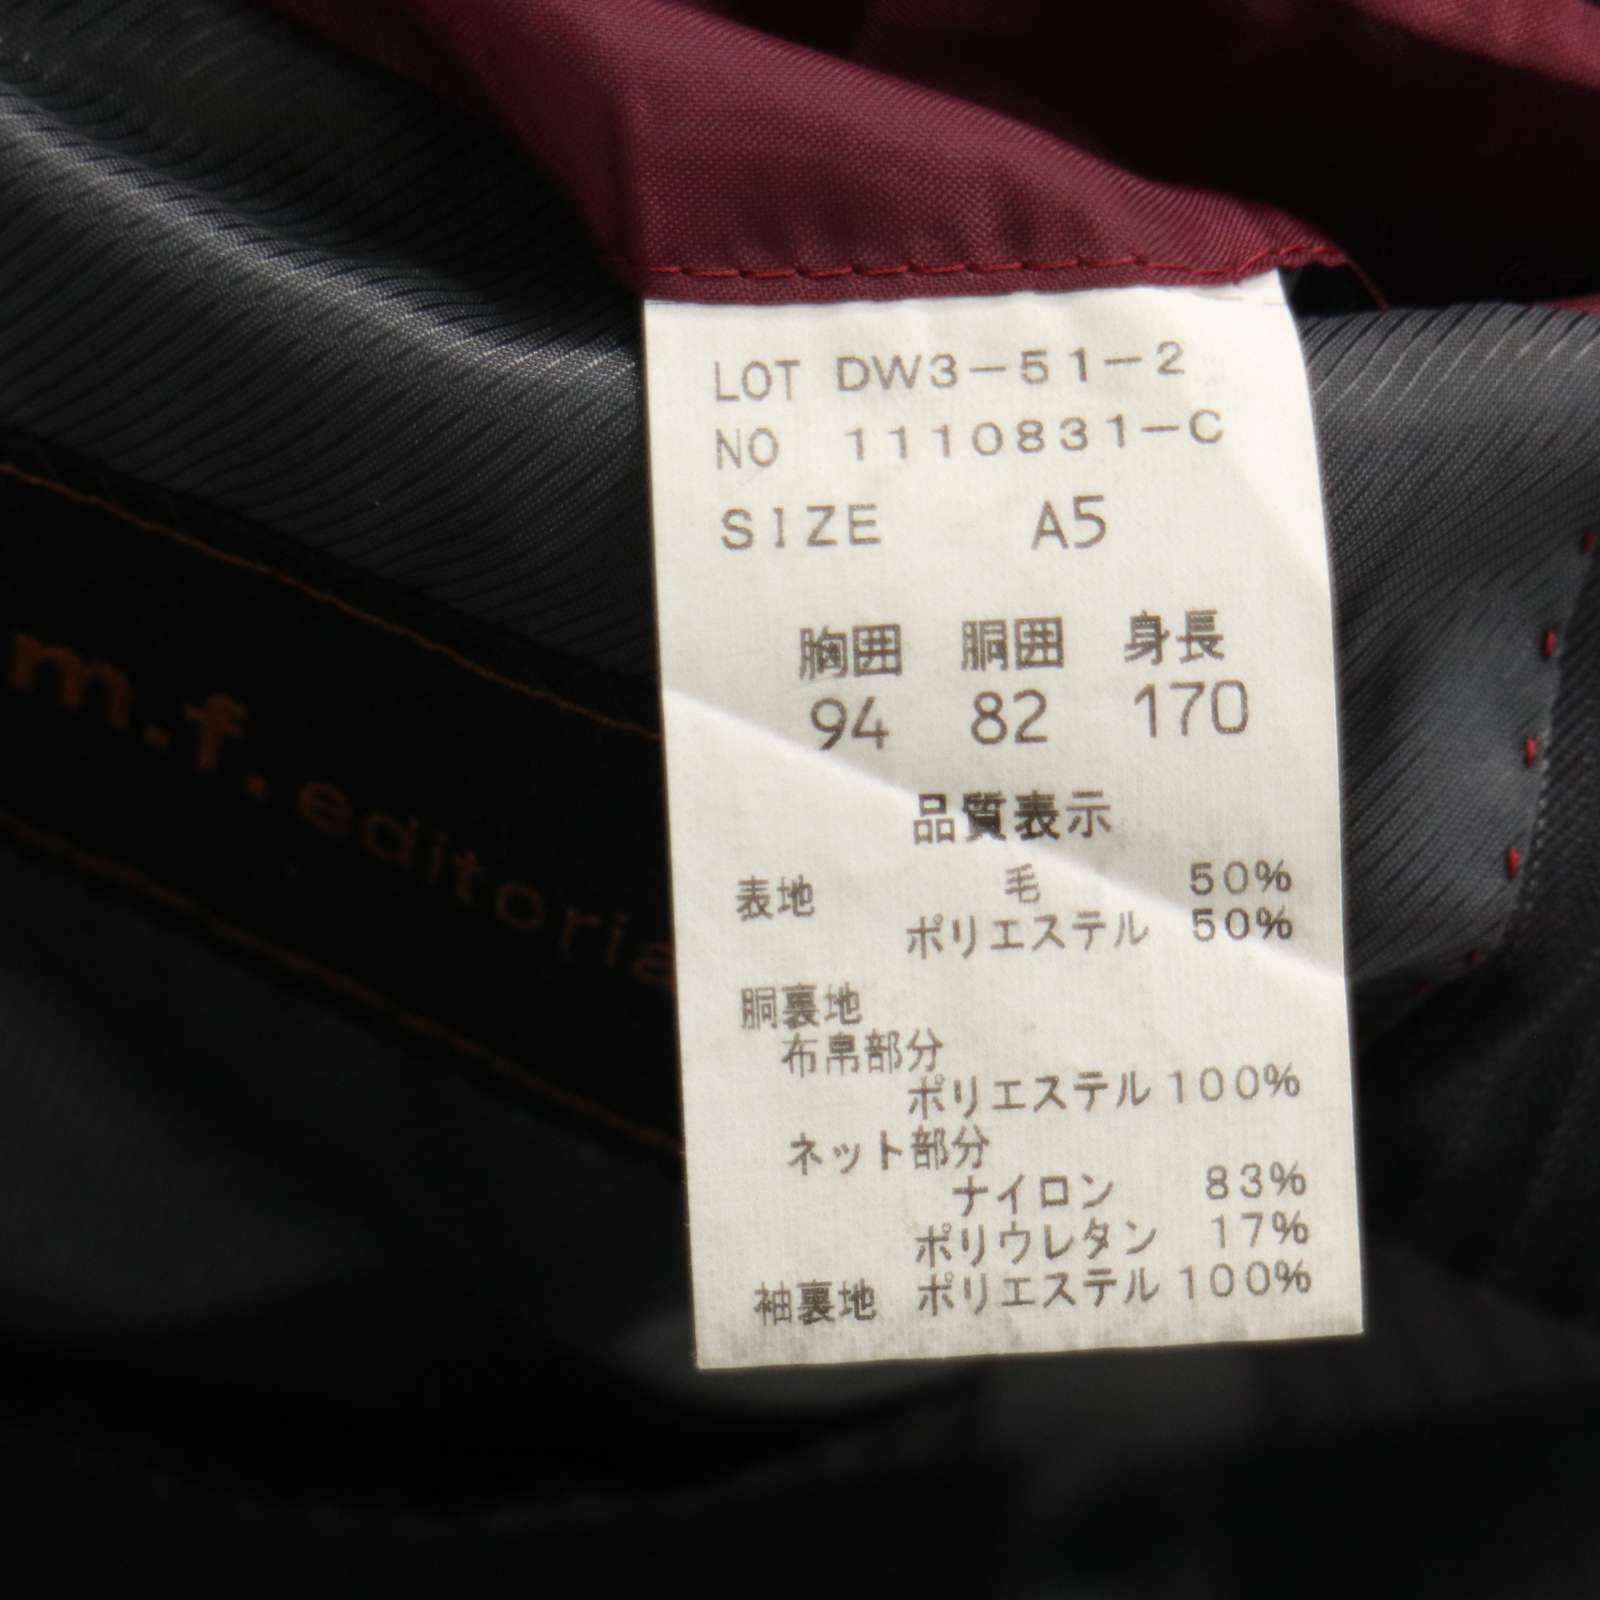 LOT DW3-51-2
NO 1110831-C
SIZE A5
胸囲 胴囲 身長
94 82 170
品質表示
表地 毛 50%
ポリエステル 50%
胴裏地
布帛部分
ポリエステル 100%
ネット部分
ナイロン 83%
ポリウレタン 17%
袖裏地 ポリエステル 100%
m.f.editoria